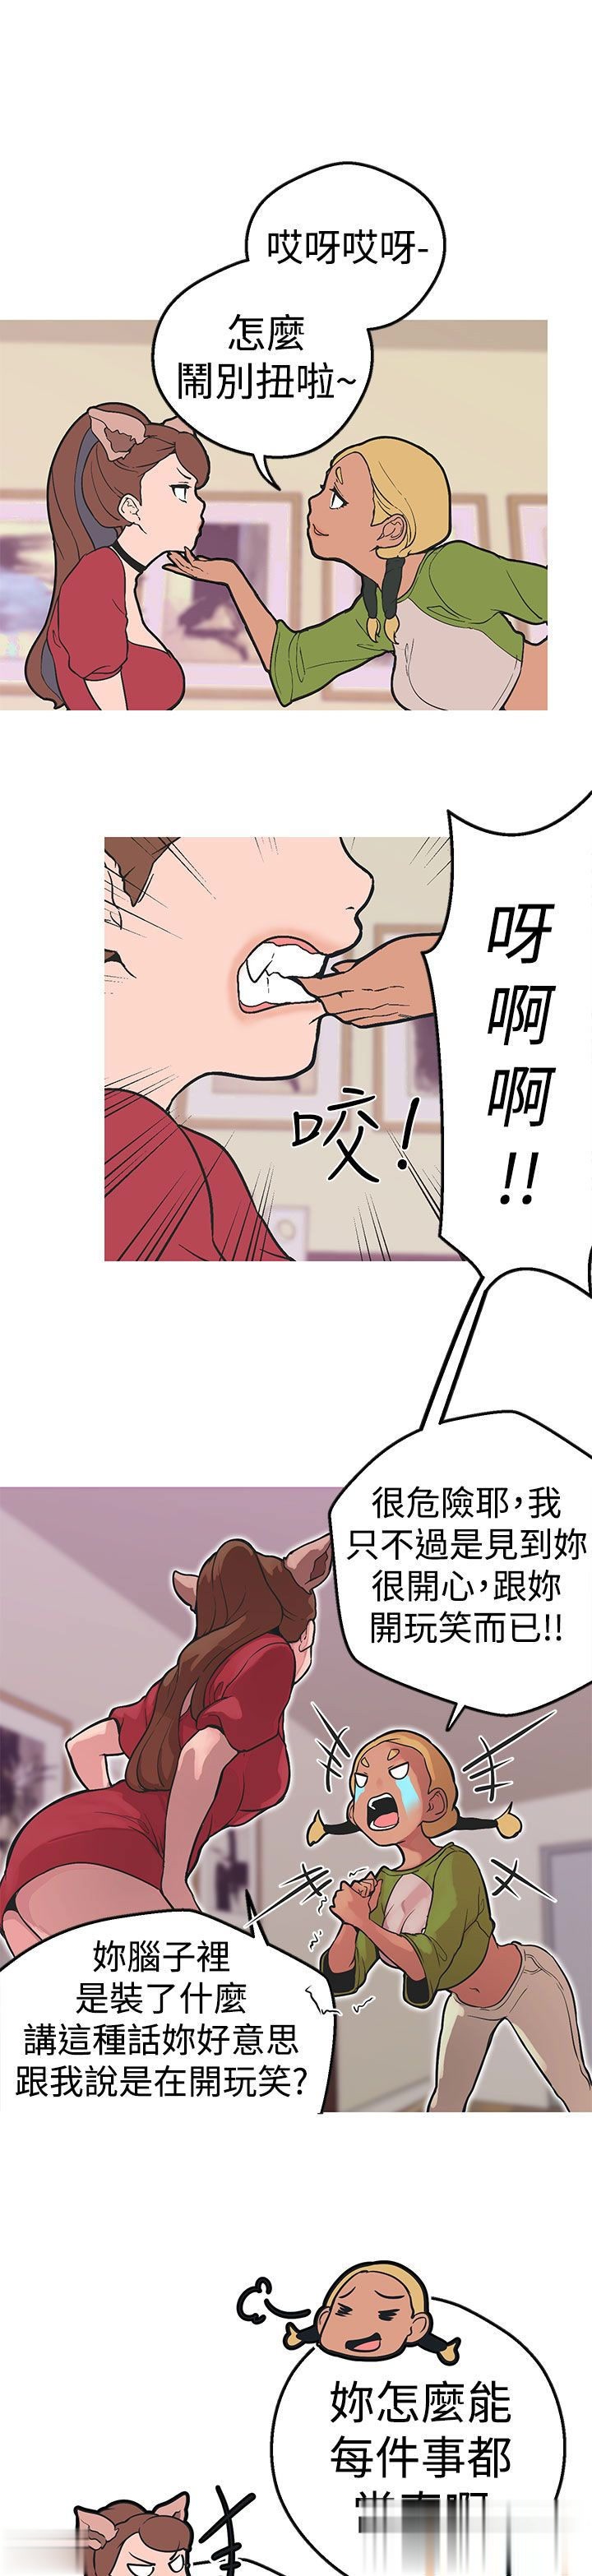 哎呀哎呀-
怎麼
鬧別扭啦~
呀啊啊!!
咬!
很危險耶，我
只不過是見到妳
很開心，跟妳
開玩笑而已!!
妳腦子裡
是裝了什麼
講這種話妳好意思
跟我說是在開玩笑?
妳怎麼能
每件事都